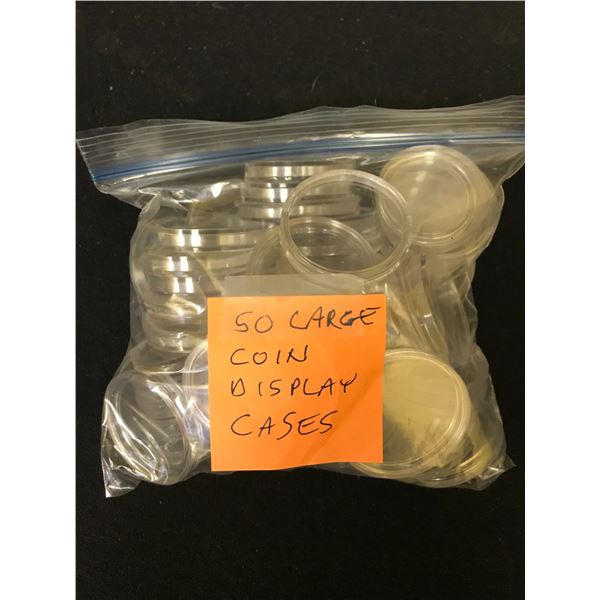 50 LARGE
COIN
DISPLAY
CASES